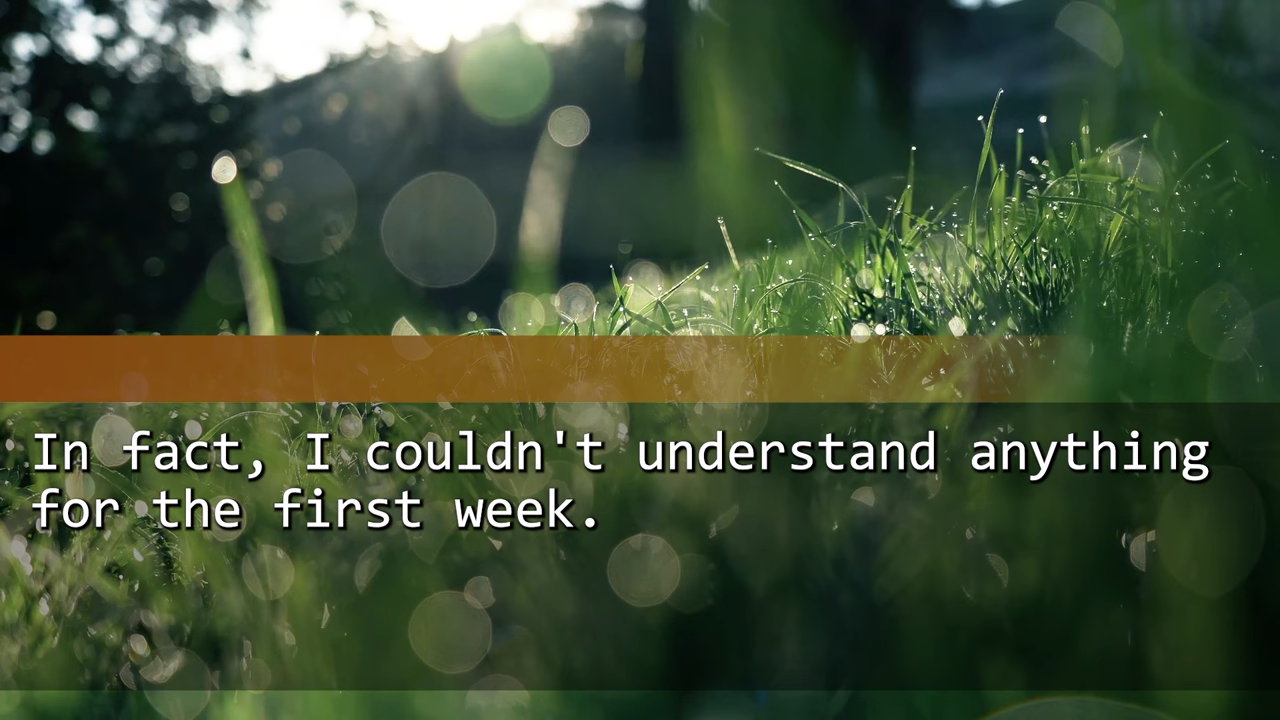 In fact, I couldn't understand anything
for the first week.